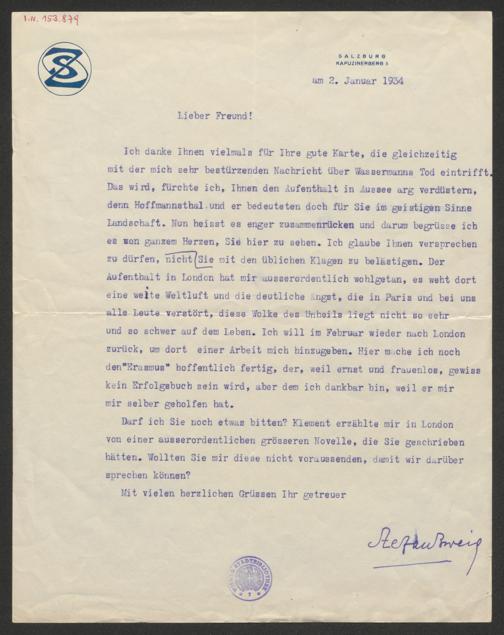 I.N. 153.879
SZ
SALZBURG
KAPUZINERBERG 5
am 2. Januar 1934
Lieber Freund!
Ich danke Ihnen vielmals für Ihre gute Karte, die gleichzeitig
mit der mich sehr bestürzenden Nachricht über Wassermanns Tod eintrifft.
Das wird, fürchte ich, Ihnen den Aufenthalt in Aussee arg verdüstern,
denn Hoffmannsthal und er bedeuteten doch für Sie im geistigen Sinne
Landschaft. Nun heisst es enger zusammenrücken und darum begrüsse ich
es von ganzem Herzen, Sie hier zu sehen. Ich glaube Ihnen versprechen
zu dürfen, nicht Sie mit den üblichen Klagen zu belästigen. Der
Aufenthalt in London hat mir ausserordentlich wohlgetan, es weht dort
eine weite Weltluft und die deutliche Angst, die in Paris und bei uns
alle Leute verstört, diese Wolke des Unheils liegt nicht so sehr
und so schwer auf dem Leben. Ich will im Februar wieder nach London
zurück, um dort einer Arbeit mich hinzugeben. Hier mache ich noch
den"Erasmus" hoffentlich fertig, der, weil ernst und frauenlos, gewiss
kein Erfolgsbuch sein wird, aber dem ich dankbar bin, weil er mir
mir selber geholfen hat.
Darf ich Sie noch etwas bitten? Klement erzählte mir in London
von einer ausserordentlichen grösseren Novelle, die Sie geschrieben
hätten. Wollten Sie mir diese nicht voraussenden, damit wir darüber
sprechen können?
Mit vielen herzlichen Grüssen Ihr getreuer
Stefan Zweig